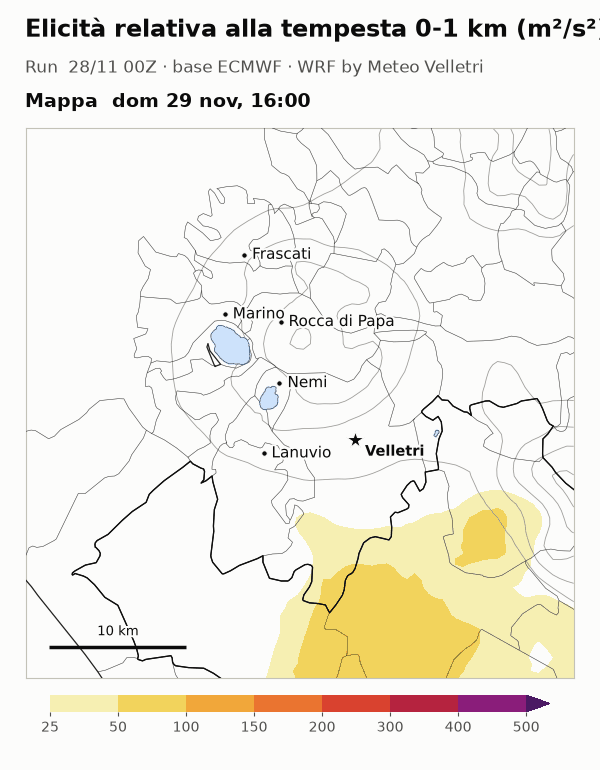 Elicità relativa alla tempesta 0-1 km (m²/s²)
Run 28/11 00Z · base ECMWF · WRF by Meteo Velletri
Mappa dom 29 nov, 16:00
Frascati
Marino
Rocca di Papa
Nemi
Velletri
Lanuvio
10 km
25 50 100 150 200 300 400 500